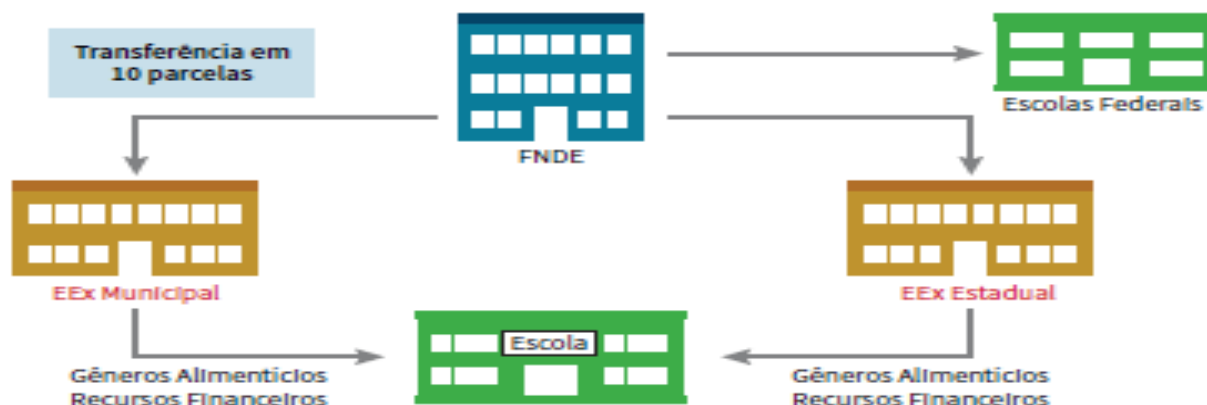 Transferência em
10 parcelas
FNDE
Escolas Federais
EEx Municipal
EEx Estadual
Escola
Gêneros Alimentícios
Recursos Financeiros
Gêneros Alimentícios
Recursos Financeiros